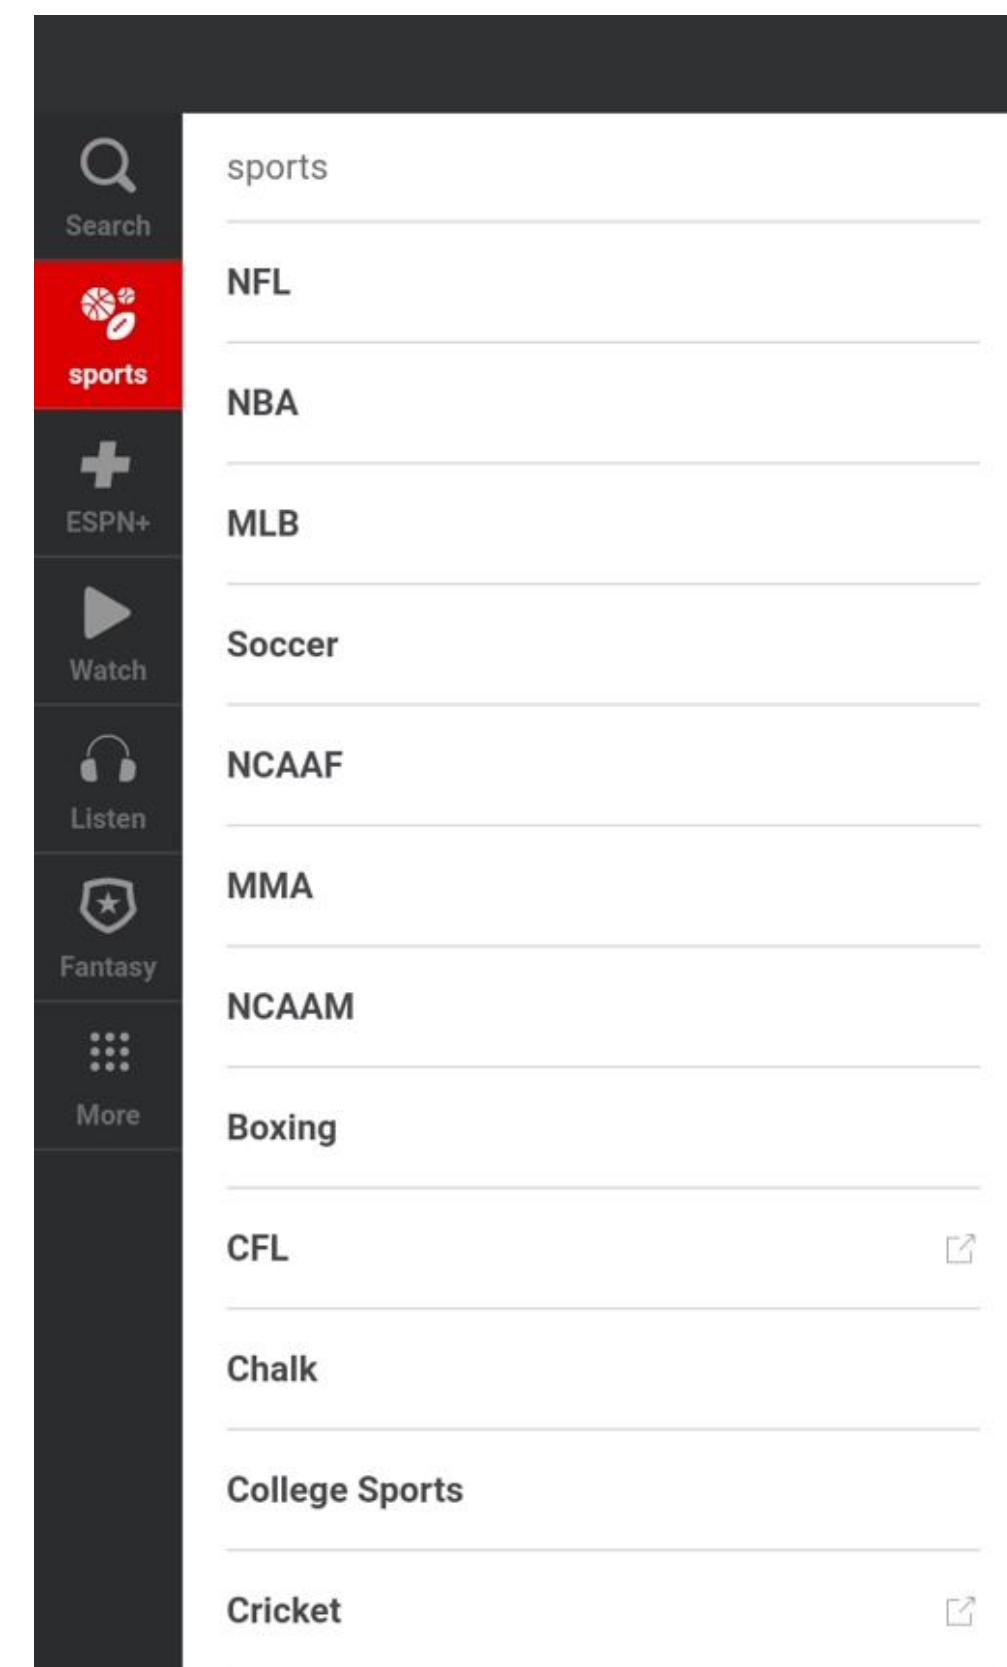 Search
sports
ESPN+
Watch
Listen
Fantasy
More
sports
NFL
NBA
MLB
Soccer
NCAAF
MMA
NCAAM
Boxing
CFL
Chalk
College Sports
Cricket